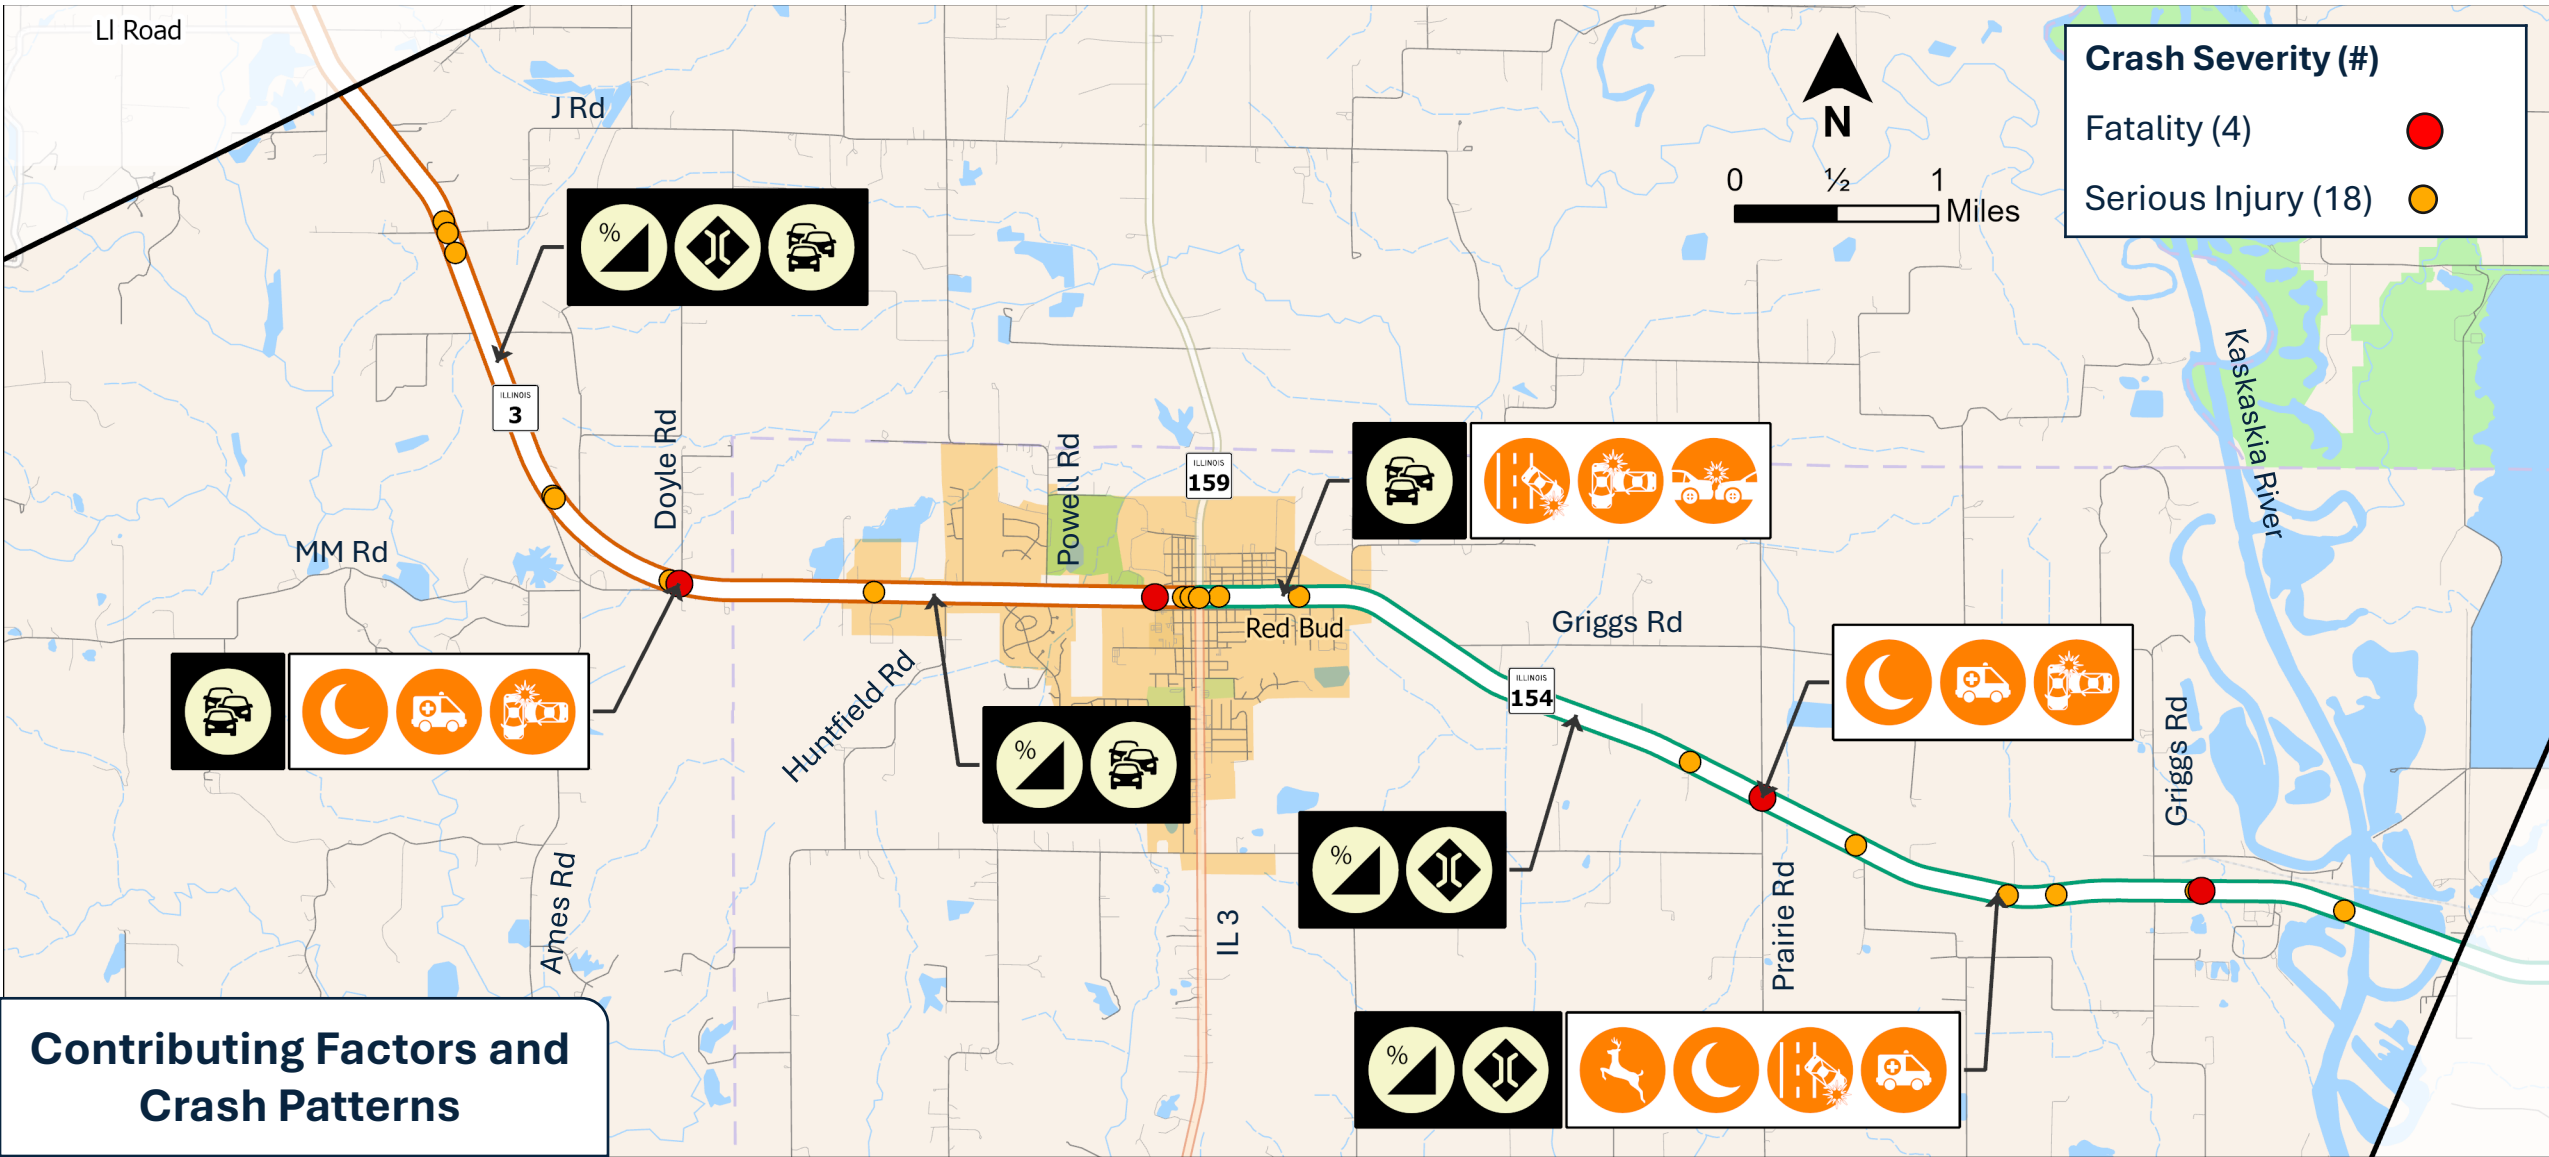 Ll Road
J Rd
Crash Severity (#)
Fatality (4)
Serious Injury (18)
N
0 ½ 1
Miles
%
ILLINOIS
3
Doyle Rd
MM Rd
Powell Rd
ILLINOIS
159
Kaskaskia River
Red Bud
Griggs Rd
Huntfield Rd
%
ILLINOIS
154
Griggs Rd
%
Ames Rd
IL 3
Prairie Rd
%
Contributing Factors and
Crash Patterns